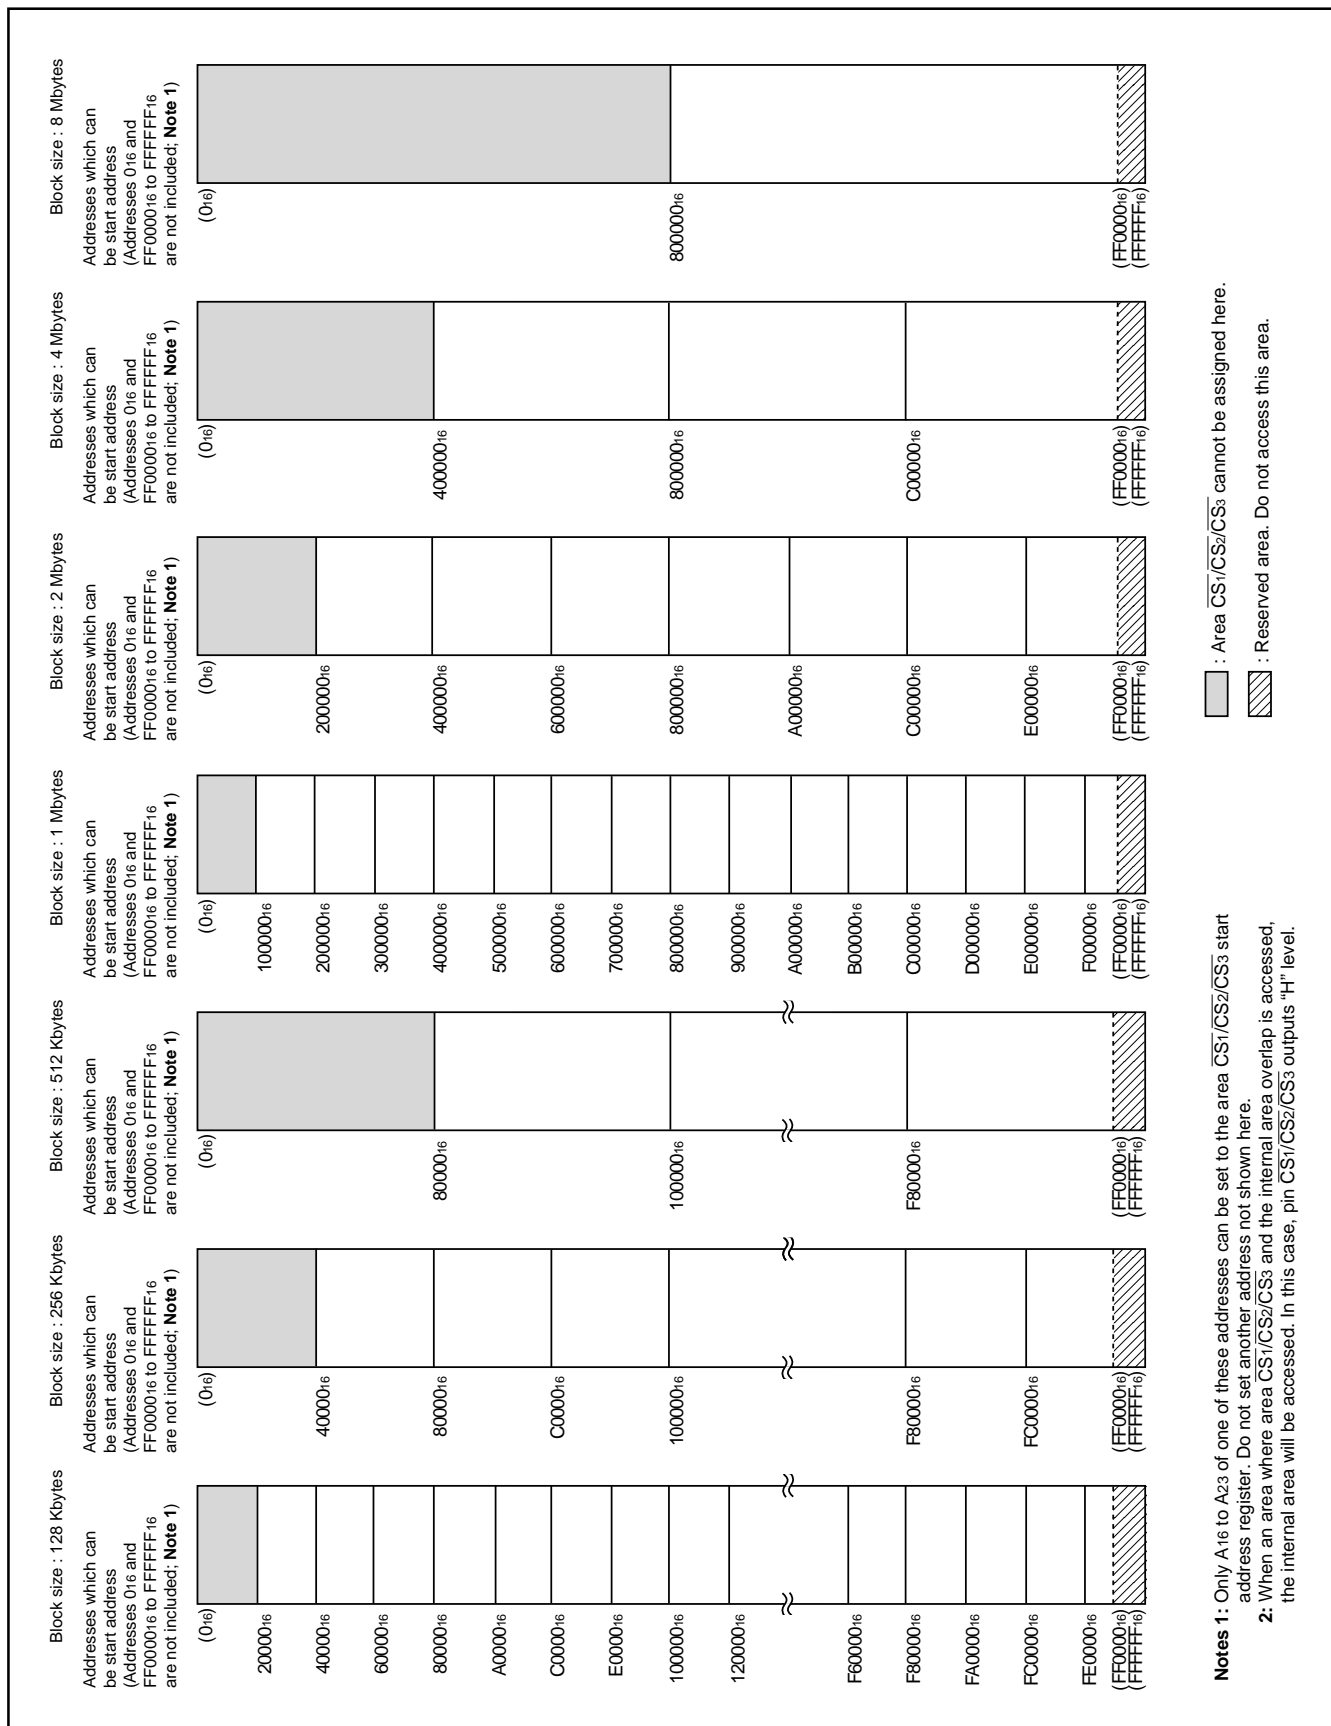 Block size : 128 Kbytes
Addresses which can
be start address
(Addresses 016 and
FF000016 to FFFFFF16
are not included; Note 1)
(016)
2000016
4000016
6000016
8000016
A000016
C000016
E000016
10000016
12000016
F6000016
F8000016
FA000016
FC000016
FE000016
(FF000016)
(FFFFFF16)
Block size : 256 Kbytes
Addresses which can
be start address
(Addresses 016 and
FF000016 to FFFFFF16
are not included; Note 1)
(016)
4000016
8000016
C000016
10000016
F8000016
FC000016
(FF000016)
(FFFFFF16)
Block size : 512 Kbytes
Addresses which can
be start address
(Addresses 016 and
FF000016 to FFFFFF16
are not included; Note 1)
(016)
8000016
10000016
F8000016
(FF000016)
(FFFFFF16)
Block size : 1 Mbytes
Addresses which can
be start address
(Addresses 016 and
FF000016 to FFFFFF16
are not included; Note 1)
(016)
10000016
20000016
30000016
40000016
50000016
60000016
70000016
80000016
90000016
A0000016
B0000016
C0000016
D0000016
E0000016
F0000016
(FF000016)
(FFFFFF16)
Block size : 2 Mbytes
Addresses which can
be start address
(Addresses 016 and
FF000016 to FFFFFF16
are not included; Note 1)
(016)
20000016
40000016
60000016
80000016
A0000016
C0000016
E0000016
(FF000016)
(FFFFFF16)
Block size : 4 Mbytes
Addresses which can
be start address
(Addresses 016 and
FF000016 to FFFFFF16
are not included; Note 1)
(016)
40000016
80000016
C0000016
(FF000016)
(FFFFFF16)
Block size : 8 Mbytes
Addresses which can
be start address
(Addresses 016 and
FF000016 to FFFFFF16
are not included; Note 1)
(016)
80000016
(FF000016)
(FFFFFF16)
: Area CS1/CS2/CS3 cannot be assigned here.
: Reserved area. Do not access this area.
Notes 1: Only A16 to A23 of one of these addresses can be set to the area CS1/CS2/CS3 start
address register. Do not set another address not shown here.
2: When an area where area CS1/CS2/CS3 and the internal area overlap is accessed,
the internal area will be accessed. In this case, pin CS1/CS2/CS3 outputs “H” level.